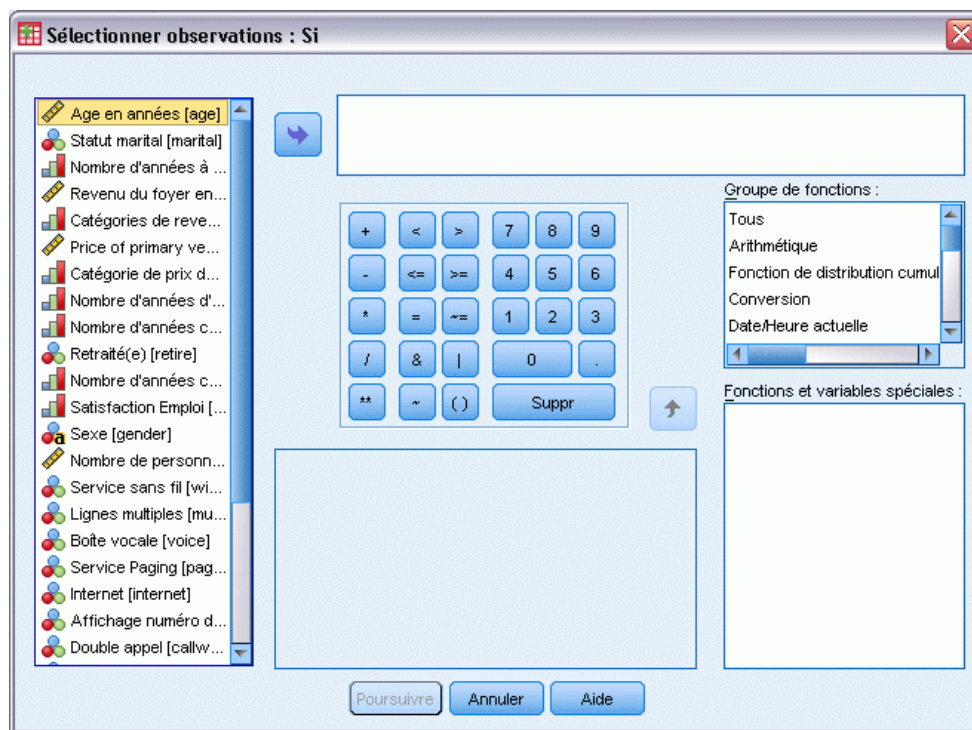 Sélectionner observations : Si
Age en années [age]
Statut marital [marital]
Nombre d'années à ...
Revenu du foyer en...
Catégories de reve...
Price of primary ve...
Catégorie de prix d...
Nombre d'années d'...
Nombre d'années c...
Retraité(e) [retire]
Nombre d'années c...
Satisfaction Emploi [...
Sexe [gender]
Nombre de personn...
Service sans fil [wi...
Lignes multiples [mu...
Boîte vocale [voice]
Service Paging [pag...
Internet [internet]
Affichage numéro d...
Double appel [callw...
+ < > 7 8 9
- <= >= 4 5 6
* = ~= 1 2 3
/ & | 0 .
** ~ ( ) Suppr
Groupe de fonctions :
Tous
Arithmétique
Fonction de distribution cumul
Conversion
Date/Heure actuelle
Fonctions et variables spéciales :
Poursuivre Annuler Aide